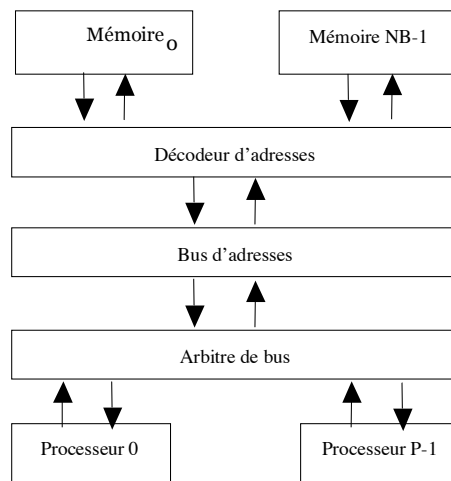 Mémoire0
Mémoire NB-1
Décodeur d'adresses
Bus d'adresses
Arbitre de bus
Processeur 0
Processeur P-1